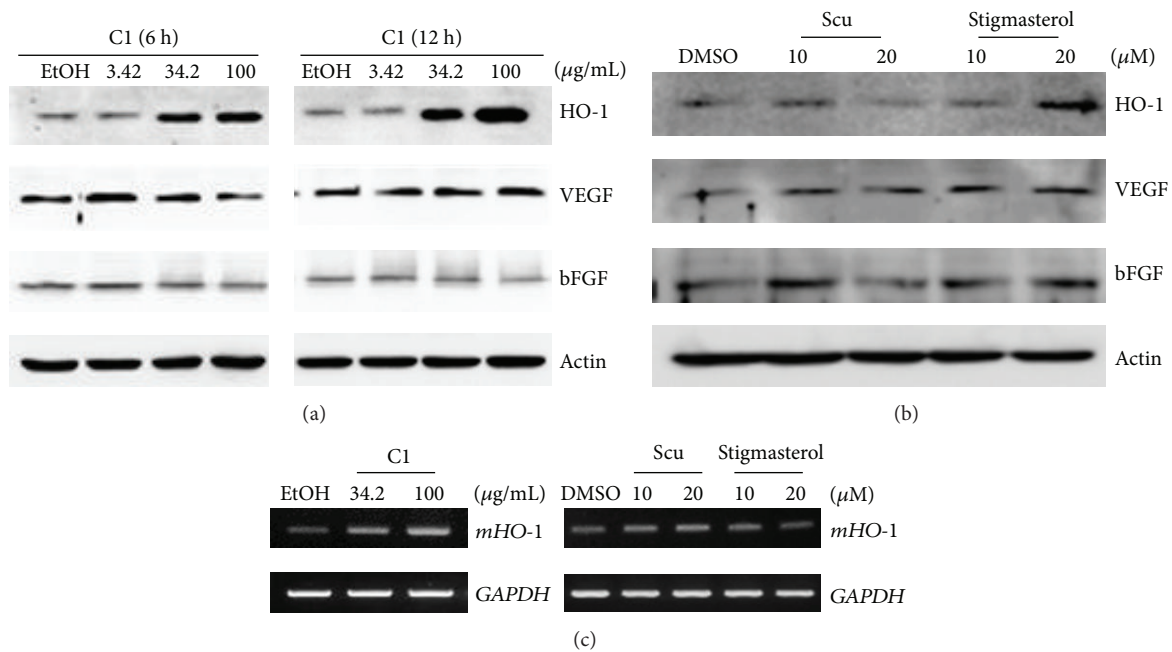 C1 (6 h)
EtOH 3.42 34.2 100
C1 (12 h)
EtOH 3.42 34.2 100 (μg/mL)
HO-1
VEGF
bFGF
Actin
(a)
Scu Stigmasterol
DMSO 10 20 10 20 (μM)
HO-1
VEGF
bFGF
Actin
(b)
C1
EtOH 34.2 100 (μg/mL)
mHO-1
GAPDH
Scu Stigmasterol
DMSO 10 20 10 20 (μM)
mHO-1
GAPDH
(c)